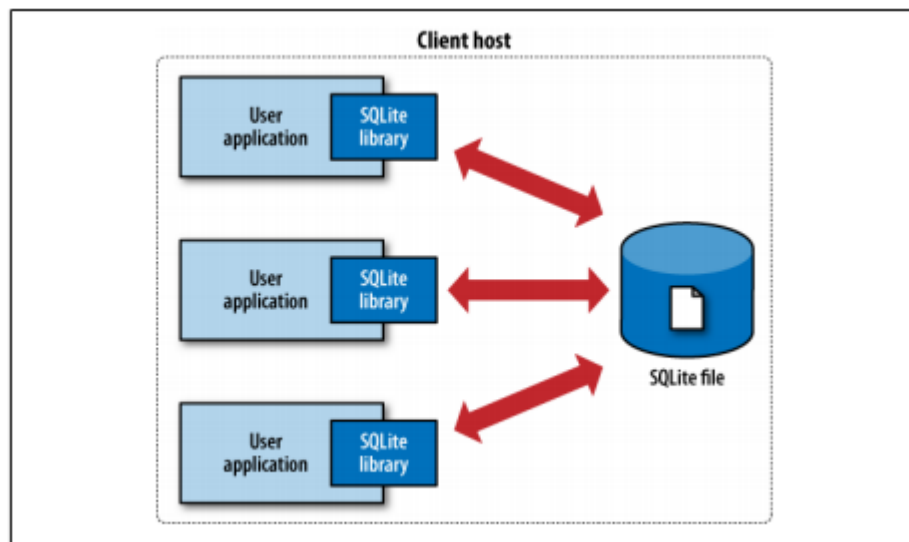 Client host
User
application
SQLite
library
User
application
SQLite
library
SQLite file
User
application
SQLite
library